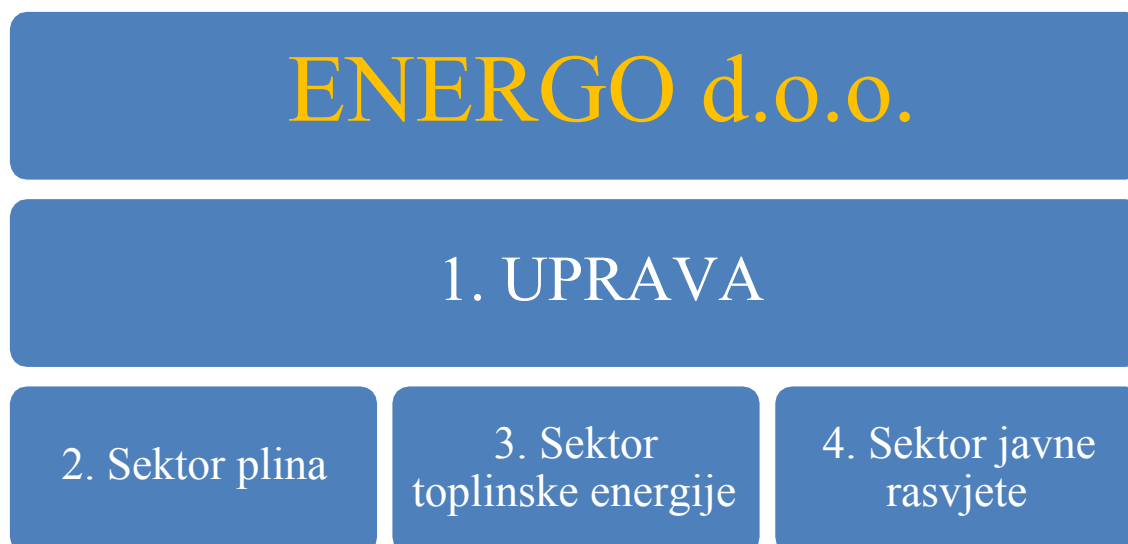 ENERGO d.o.o.
1. UPRAVA
2. Sektor plina
3. Sektor
toplinske energije
4. Sektor javne
rasvjete